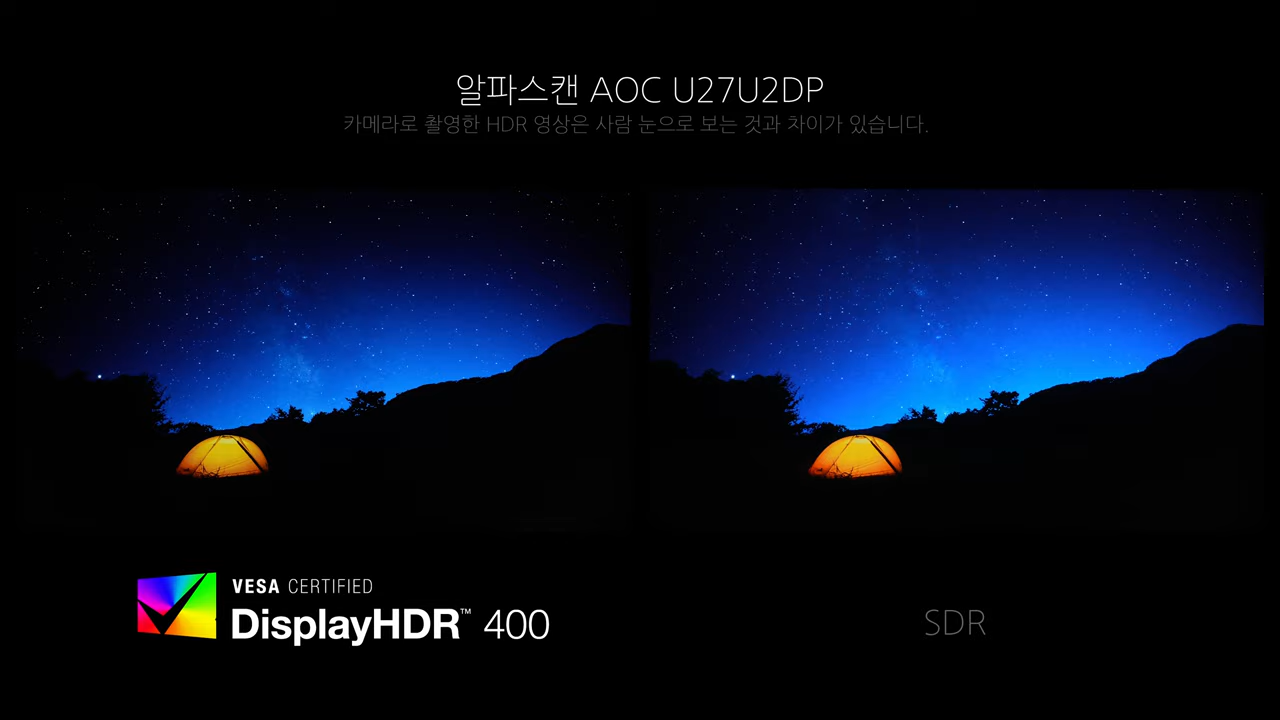 알파스캔 AOC U27U2DP
카메라로 촬영한 HDR 영상은 사람 눈으로 보는 것과 차이가 있습니다.
VESA CERTIFIED
DisplayHDR™ 400
SDR